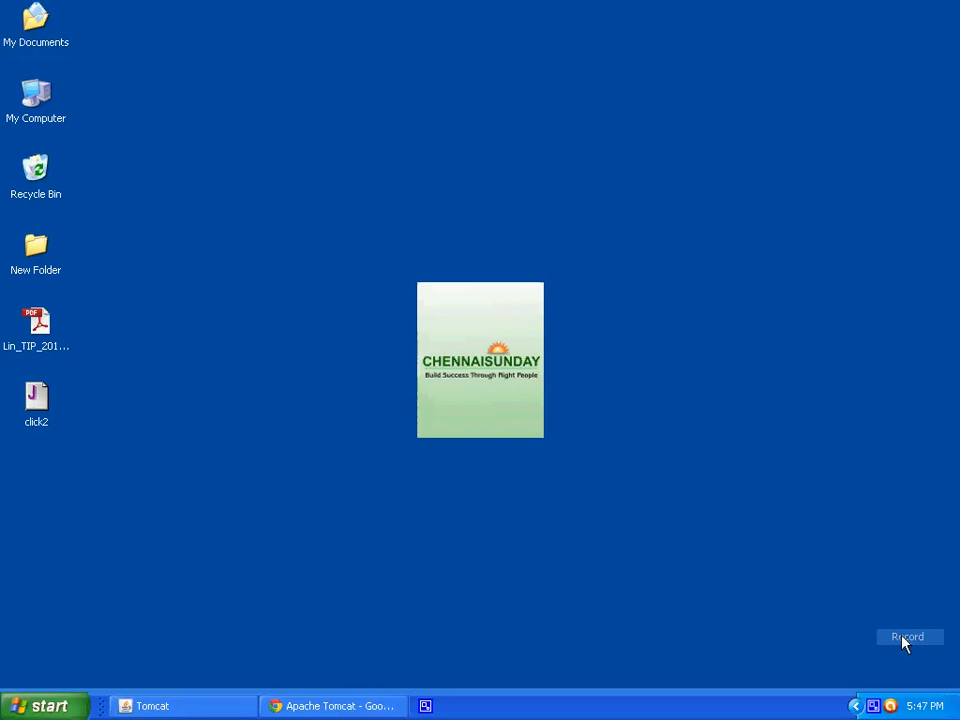 My Documents
My Computer
Recycle Bin
New Folder
PDF
Lin_TIP_201...
J
click2
CHENNAISUNDAY
Build Success Through Right People
Record
start
Tomcat
Apache Tomcat - Goo...
5:47 PM